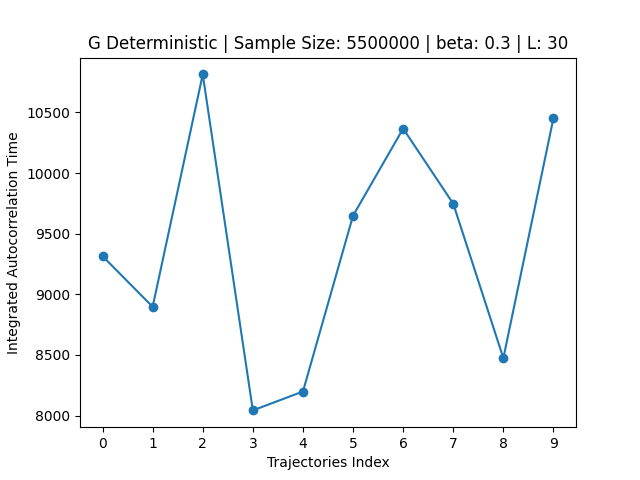 G Deterministic | Sample Size: 5500000 | beta: 0.3 | L: 30
Integrated Autocorrelation Time
10500
10000
9500
9000
8500
8000
0 1 2 3 4 5 6 7 8 9
Trajectories Index